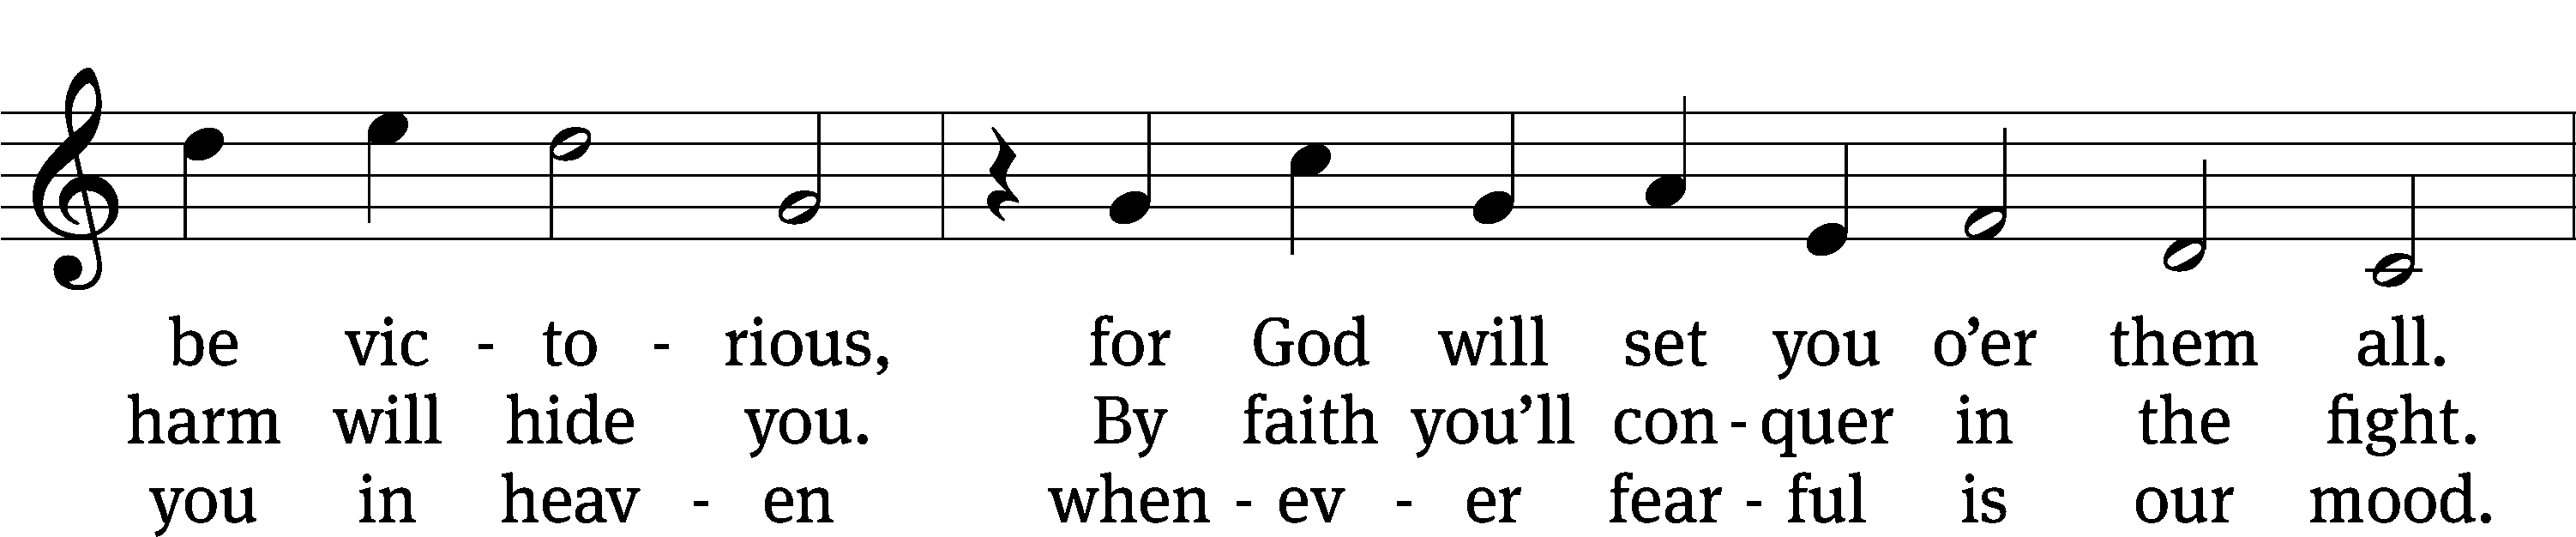 be vic - to - rious, for God will set you o’er them all.
harm will hide you. By faith you’ll con - quer in the fight.
you in heav - en when - ev - er fear - ful is our mood.